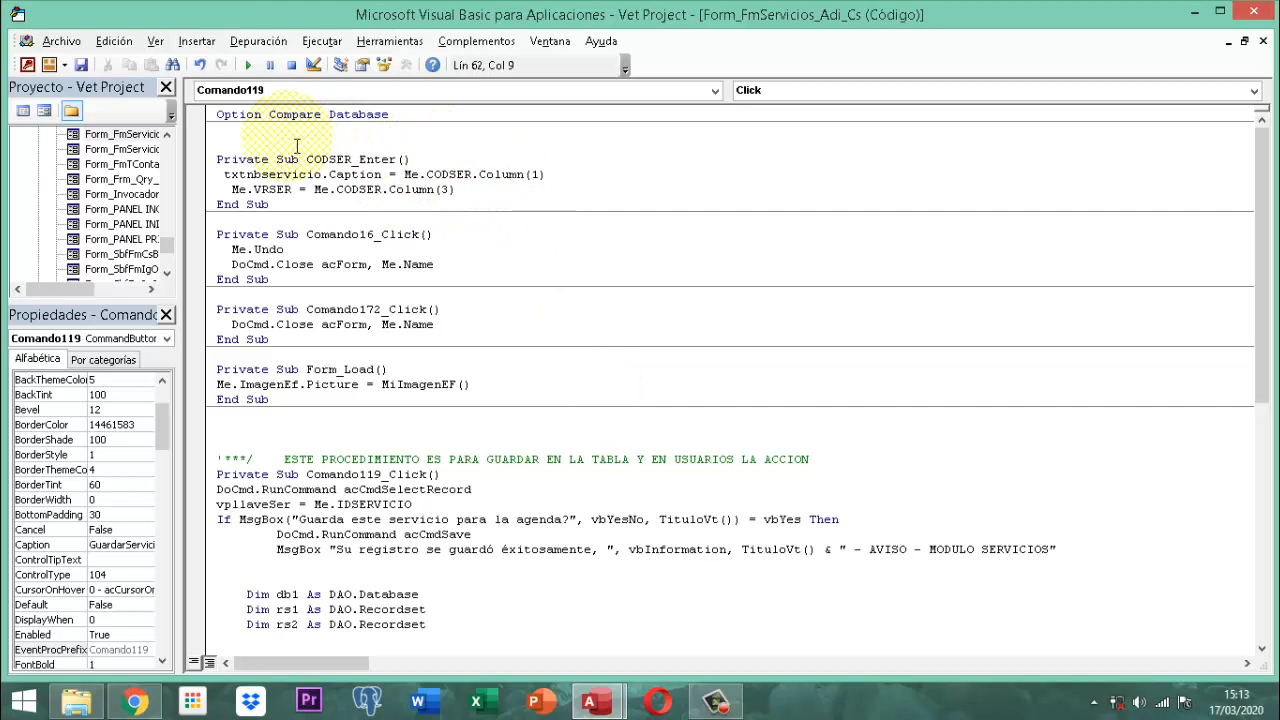 Microsoft Visual Basic para Aplicaciones - Vet Project - [Form_FmServicios_Adi_Cs (Código)]
Archivo Edición Ver Insertar Depuración Ejecutar Herramientas Complementos Ventana Ayuda
Lín 62, Col 9
Proyecto - Vet Project
Form_FmServicio
Form_FmServicio
Form_FmTConta
Form_Frm_Qry_
Form_Invocador
Form_PANEL INC
Form_PANEL INI
Form_PANEL PR
Form_SbfFmCsB
Form_SbfFmIgO
Propiedades - Comando
Comando119 CommandButton
Alfabética Por categorías
BackThemeColor 5
BackTint 100
Bevel 12
BorderColor 14461583
BorderShade 100
BorderStyle 1
BorderThemeCo 4
BorderTint 60
BorderWidth 0
BottomPadding 30
Cancel False
Caption GuardarServici
ControlTipText
ControlType 104
CursorOnHover 0 - acCursorOn
Default False
DisplayWhen 0
Enabled True
EventProcPrefix Comando119
FontBold 1
Comando119 Click
Option Compare Database
Private Sub CODSER_Enter()
txtnbservicio.Caption = Me.CODSER.Column(1)
Me.VRSER = Me.CODSER.Column(3)
End Sub
Private Sub Comando16_Click()
Me.Undo
DoCmd.Close acForm, Me.Name
End Sub
Private Sub Comando172_Click()
DoCmd.Close acForm, Me.Name
End Sub
Private Sub Form_Load()
Me.ImagenEf.Picture = MiImagenEF()
End Sub
'***/ ESTE PROCEDIMIENTO ES PARA GUARDAR EN LA TABLA Y EN USUARIOS LA ACCION
Private Sub Comando119_Click()
DoCmd.RunCommand acCmdSelectRecord
vpllaveSer = Me.IDSERVICIO
If MsgBox("Guarda este servicio para la agenda?", vbYesNo, TituloVt()) = vbYes Then
DoCmd.RunCommand acCmdSave
MsgBox "Su registro se guardó éxitosamente, ", vbInformation, TituloVt() & " - AVISO - MODULO SERVICIOS"
Dim db1 As DAO.Database
Dim rs1 As DAO.Recordset
Dim rs2 As DAO.Recordset
Pr
15:13
17/03/2020